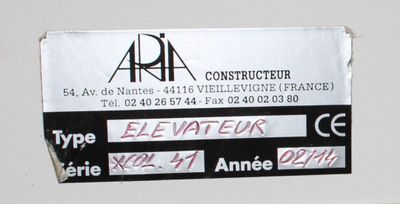 ARIA CONSTRUCTEUR
54, Av. de Nantes - 44116 VIEILLEVIGNE (FRANCE)
Tél. 02 40 26 57 44 - Fax 02 40 02 03 80
Type ELEVATEUR CE
Série XCOL. 41 Année 02/14